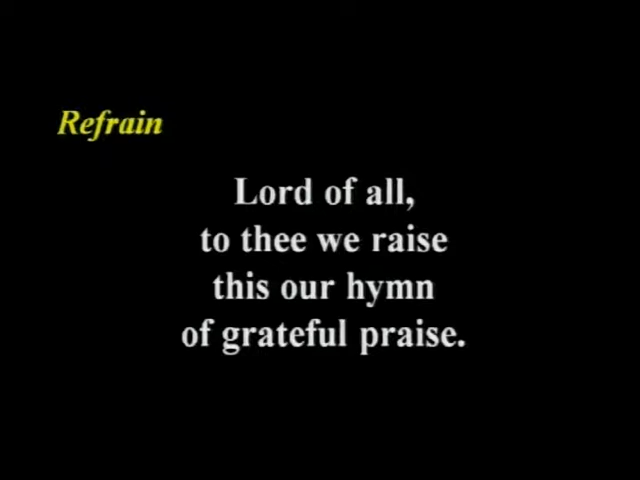 Refrain
Lord of all,
to thee we raise
this our hymn
of grateful praise.